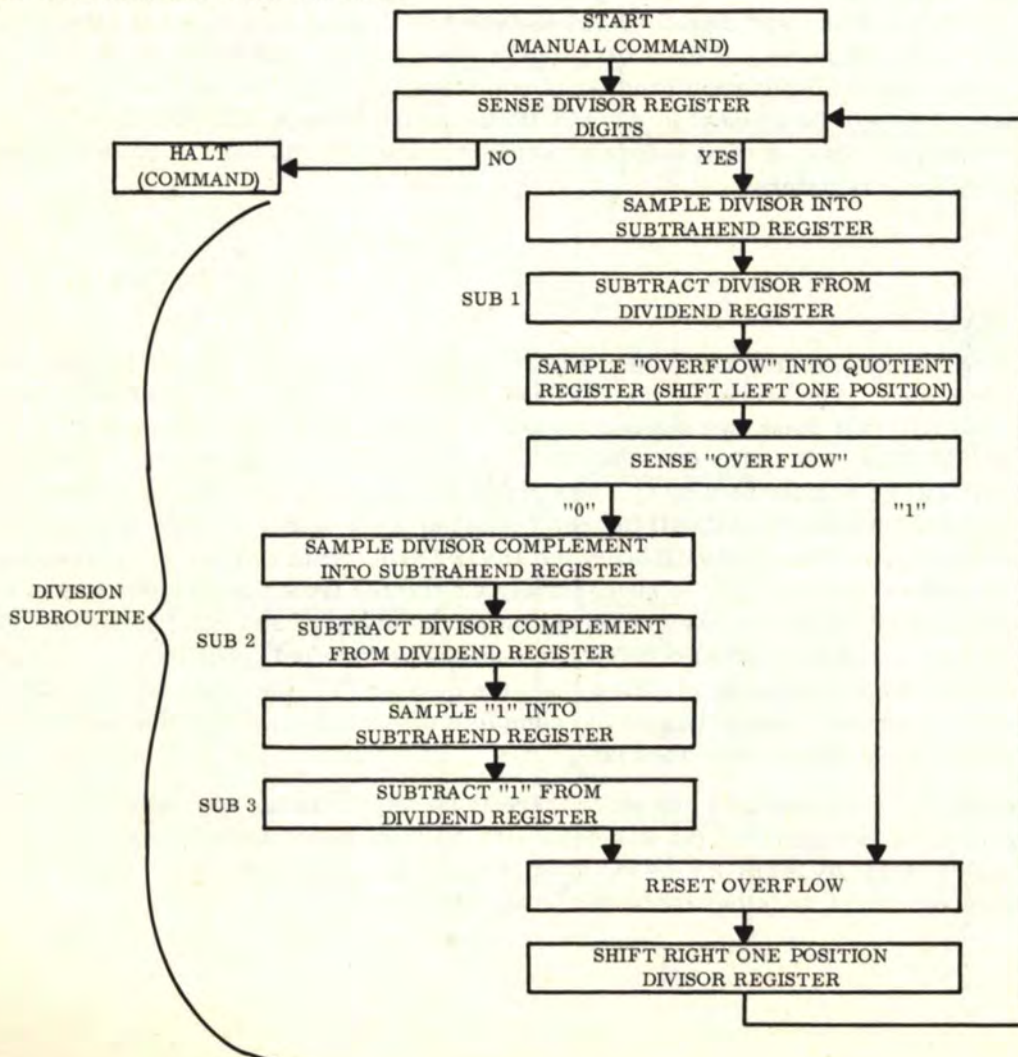 START
(MANUAL COMMAND)
SENSE DIVISOR REGISTER
DIGITS
NO
YES
HALT
(COMMAND)
SAMPLE DIVISOR INTO
SUBTRAHEND REGISTER
SUB 1
SUBTRACT DIVISOR FROM
DIVIDEND REGISTER
SAMPLE "OVERFLOW" INTO QUOTIENT
REGISTER (SHIFT LEFT ONE POSITION)
SENSE "OVERFLOW"
"0"
"1"
SAMPLE DIVISOR COMPLEMENT
INTO SUBTRAHEND REGISTER
DIVISION
SUBROUTINE
SUB 2
SUBTRACT DIVISOR COMPLEMENT
FROM DIVIDEND REGISTER
SAMPLE "1" INTO
SUBTRAHEND REGISTER
SUB 3
SUBTRACT "1" FROM
DIVIDEND REGISTER
RESET OVERFLOW
SHIFT RIGHT ONE POSITION
DIVISOR REGISTER